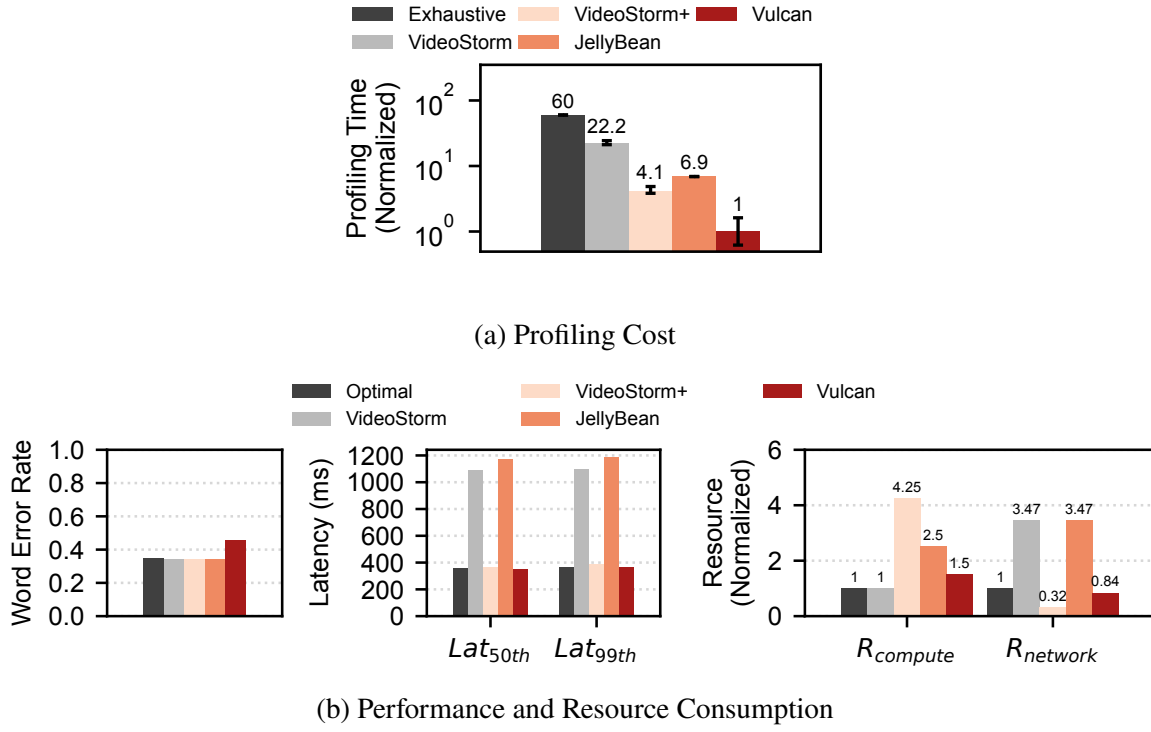 Exhaustive VideoStorm+ Vulcan
VideoStorm JellyBean
Profiling Time
(Normalized)
10^2
10^1
10^0
60
22.2
4.1
6.9
1
(a) Profiling Cost
Optimal VideoStorm+ Vulcan
VideoStorm JellyBean
Word Error Rate
1.0
0.8
0.6
0.4
0.2
0.0
Latency (ms)
1200
1000
800
600
400
200
0
Lat_50th Lat_99th
Resource
(Normalized)
6
4
2
0
1 1 4.25 2.5 1.5
1 3.47 0.32 3.47 0.84
R_compute R_network
(b) Performance and Resource Consumption